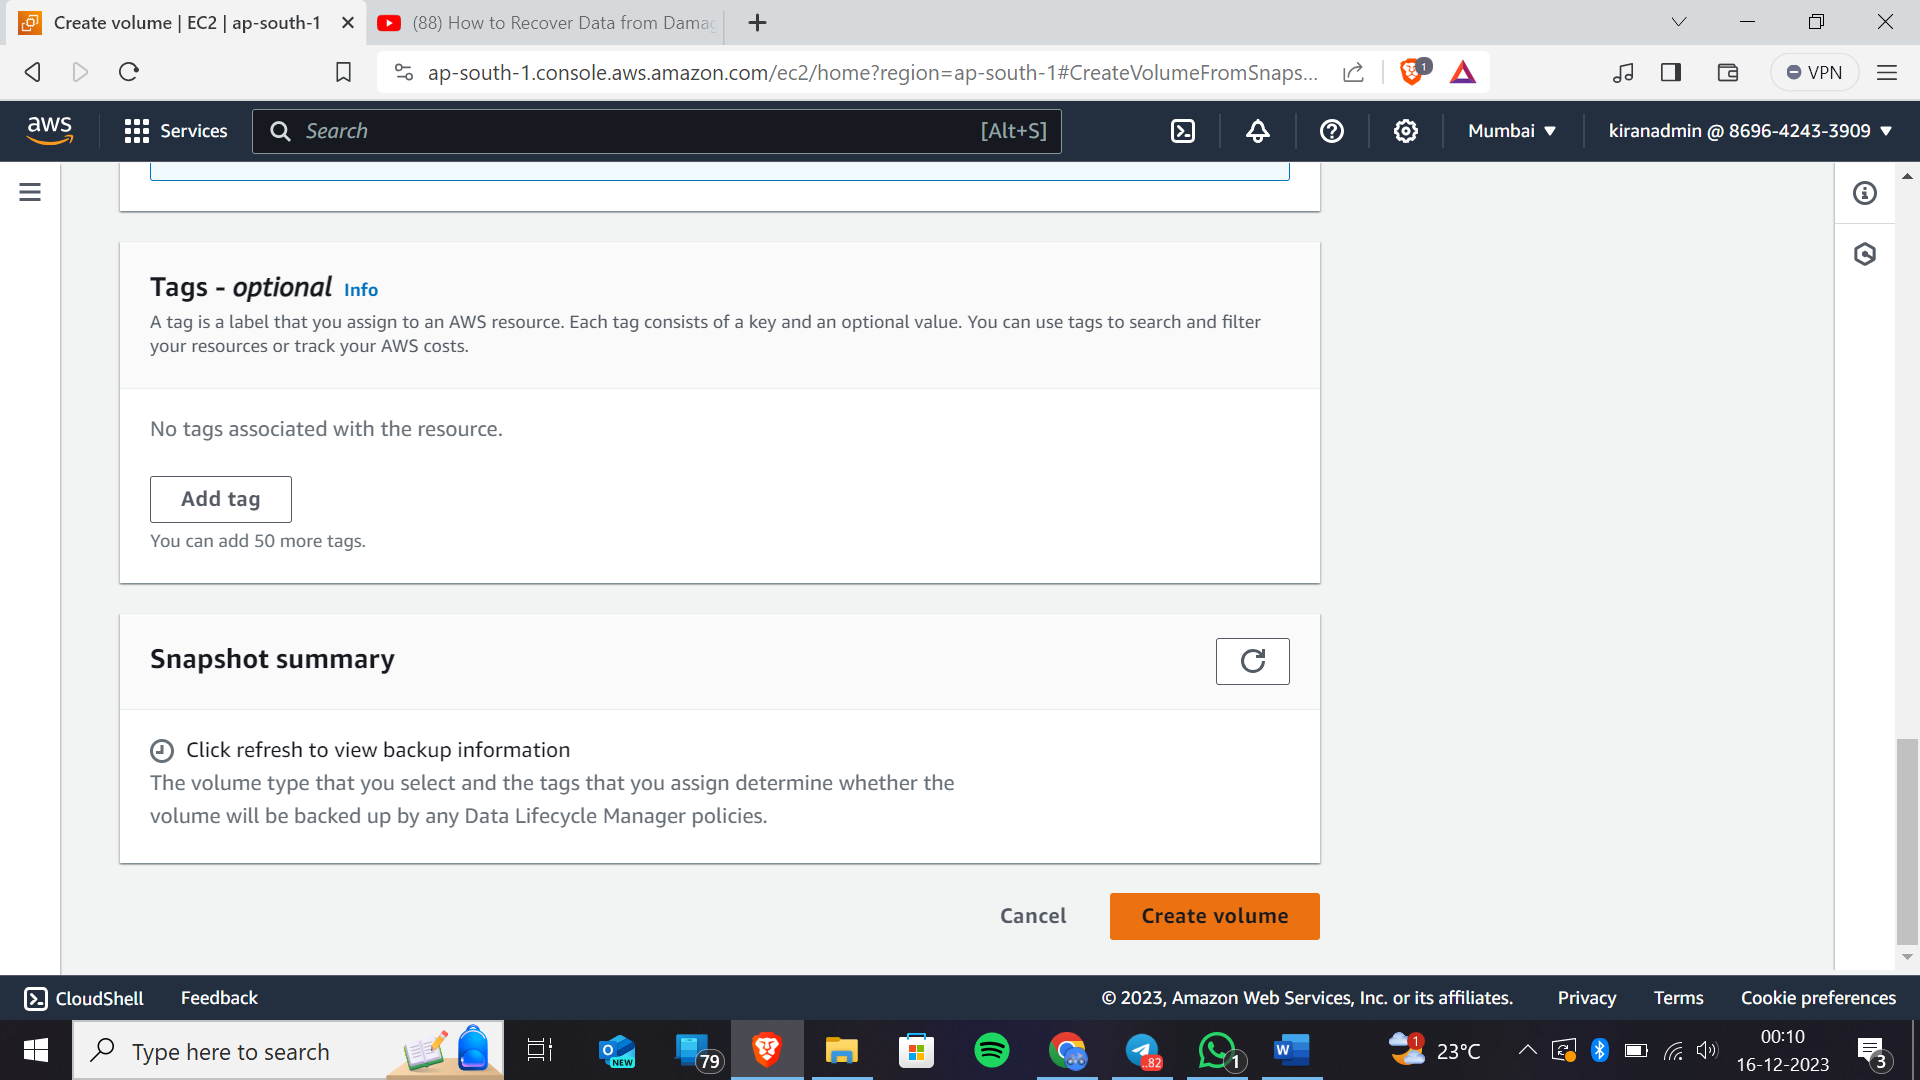 Create volume | EC2 | ap-south-1
(88) How to Recover Data from Damag
ap-south-1.console.aws.amazon.com/ec2/home?region=ap-south-1#CreateVolumeFromSnaps...
1
VPN
aws
Services
Search
[Alt+S]
Mumbai
kiranadmin @ 8696-4243-3909
Tags - optional Info
A tag is a label that you assign to an AWS resource. Each tag consists of a key and an optional value. You can use tags to search and filter
your resources or track your AWS costs.
No tags associated with the resource.
Add tag
You can add 50 more tags.
Snapshot summary
Click refresh to view backup information
The volume type that you select and the tags that you assign determine whether the
volume will be backed up by any Data Lifecycle Manager policies.
Cancel
Create volume
CloudShell
Feedback
© 2023, Amazon Web Services, Inc. or its affiliates.
Privacy
Terms
Cookie preferences
Type here to search
NEW
79
..82
1
W
1
23°C
00:10
16-12-2023
3